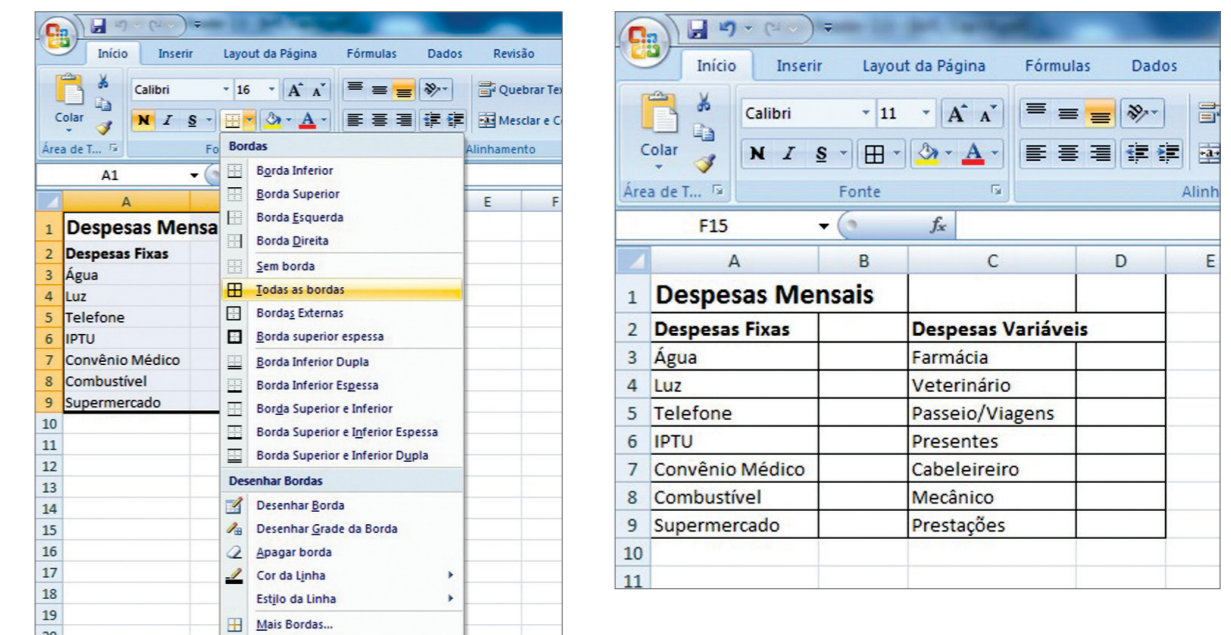 Início Inserir Layout da Página Fórmulas Dados Revisão
Calibri 16 A A Quebrar Te
Colar N I S A Mesclar e C
Área de T... Fo Alinhamento
A1
A E F
1 Despesas Mensa
2 Despesas Fixas
3 Água
4 Luz
5 Telefone
6 IPTU
7 Convênio Médico
8 Combustível
9 Supermercado
10
11
12
13
14
15
16
17
18
19
20
Bordas
Borda Inferior
Borda Superior
Borda Esquerda
Borda Direita
Sem borda
Todas as bordas
Bordas Externas
Borda superior espessa
Borda Inferior Dupla
Borda Inferior Espessa
Borda Superior e Inferior
Borda Superior e Inferior Espessa
Borda Superior e Inferior Dupla
Desenhar Bordas
Desenhar Borda
Desenhar Grade da Borda
Apagar borda
Cor da Linha
Estilo da Linha
Mais Bordas...
Início Inserir Layout da Página Fórmulas Dados
Calibri 11 A A
Colar N I S A
Área de T... Fonte Alinh
F15 fx
A B C D E
1 Despesas Mensais
2 Despesas Fixas Despesas Variáveis
3 Água Farmácia
4 Luz Veterinário
5 Telefone Passeio/Viagens
6 IPTU Presentes
7 Convênio Médico Cabeleireiro
8 Combustível Mecânico
9 Supermercado Prestações
10
11